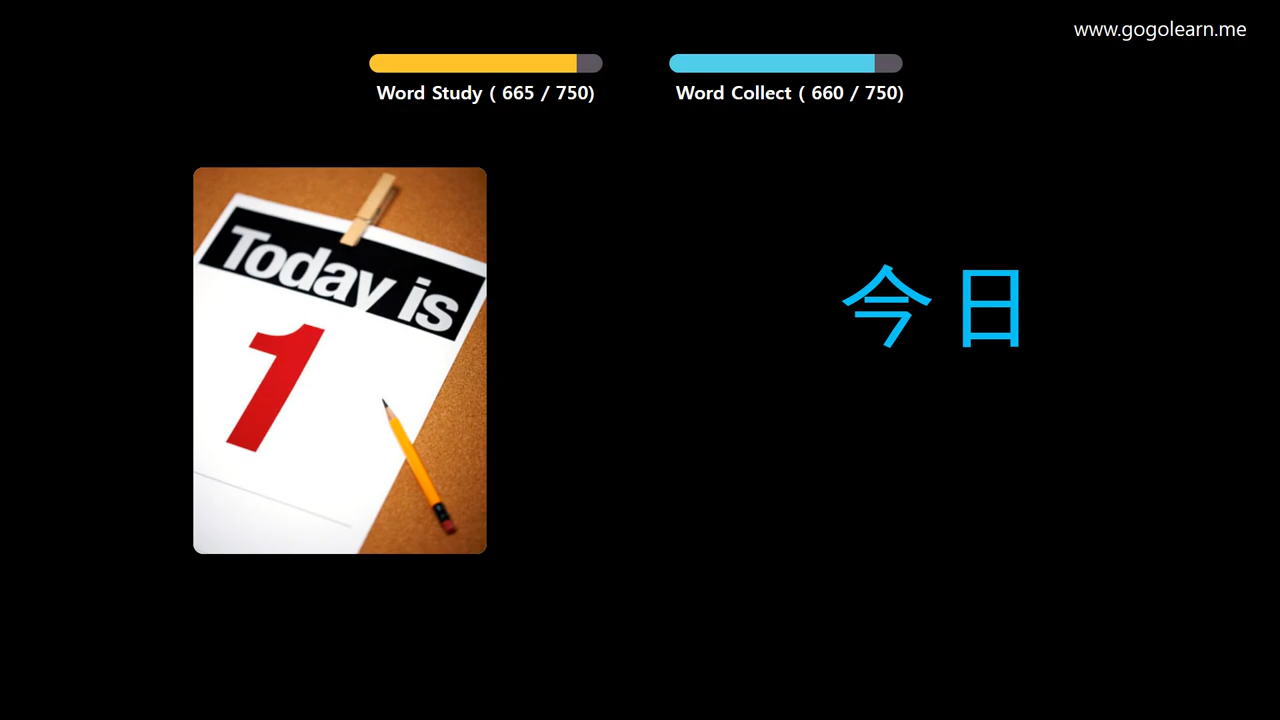 www.gogolearn.me
Word Study ( 665 / 750)
Word Collect ( 660 / 750)
Today is
1
今日